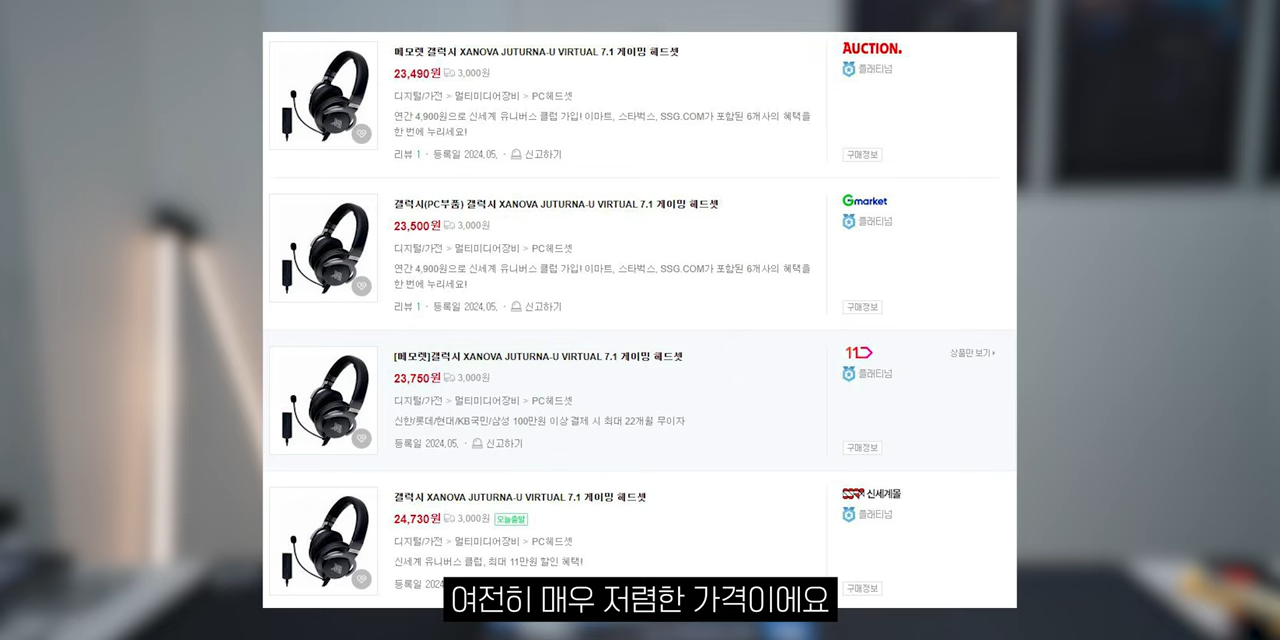 메모렛 갤럭시 XANOVA JUTURNA-U VIRTUAL 7.1 게이밍 헤드셋
23,490원 3,000원
디지털/가전 > 멀티미디어장비 > PC헤드셋
연간 4,900원으로 신세계 유니버스 클럽 가입! 이마트, 스타벅스, SSG.COM가 포함된 6개사의 혜택을
한 번에 누리세요!
리뷰 1 · 등록일 2024.05. · 신고하기
AUCTION.
플래티넘
구매정보
갤럭시(PC부품) 갤럭시 XANOVA JUTURNA-U VIRTUAL 7.1 게이밍 헤드셋
23,500원 3,000원
디지털/가전 > 멀티미디어장비 > PC헤드셋
연간 4,900원으로 신세계 유니버스 클럽 가입! 이마트, 스타벅스, SSG.COM가 포함된 6개사의 혜택을
한 번에 누리세요!
리뷰 1 · 등록일 2024.05. · 신고하기
Gmarket
플래티넘
구매정보
[메모렛]갤럭시 XANOVA JUTURNA-U VIRTUAL 7.1 게이밍 헤드셋
23,750원 3,000원
디지털/가전 > 멀티미디어장비 > PC헤드셋
신한/롯데/현대/KB국민/삼성 100만원 이상 결제 시 최대 22개월 무이자
등록일 2024.05. · 신고하기
11
상품만 보기
플래티넘
구매정보
갤럭시 XANOVA JUTURNA-U VIRTUAL 7.1 게이밍 헤드셋
24,730원 3,000원 오늘출발
디지털/가전 > 멀티미디어장비 > PC헤드셋
신세계 유니버스 클럽, 최대 11만원 할인 혜택!
등록일 202
SSG 신세계몰
플래티넘
구매정보
여전히 매우 저렴한 가격이에요